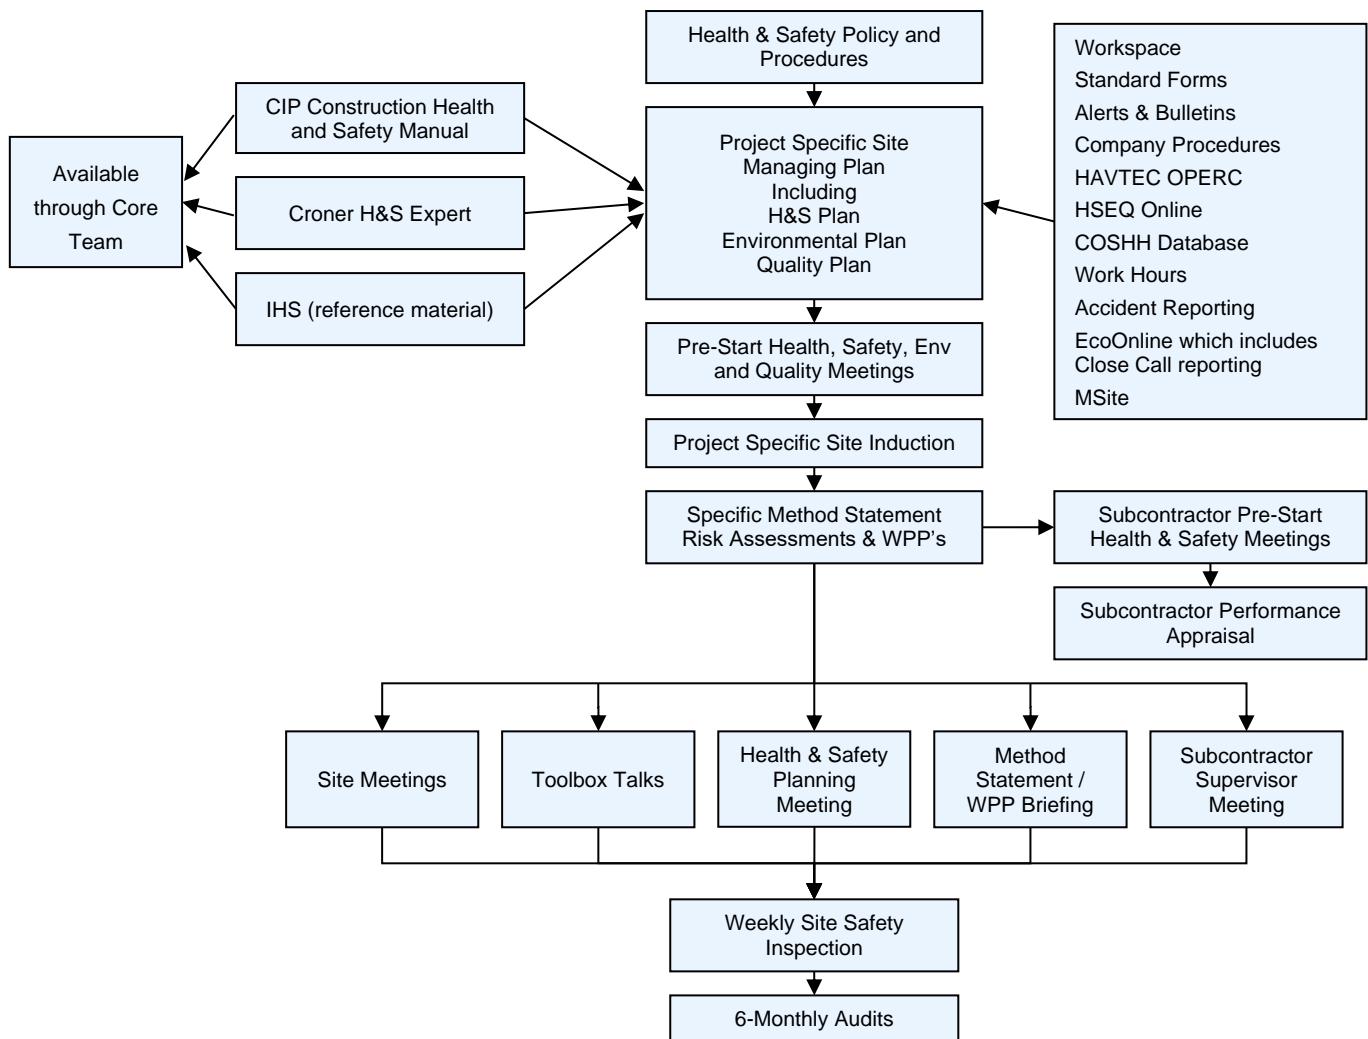 Health & Safety Policy and
Procedures
Workspace
Standard Forms
Alerts & Bulletins
Company Procedures
HAVTEC OPERC
HSEQ Online
COSHH Database
Work Hours
Accident Reporting
EcoOnline which includes
Close Call reporting
MSite
CIP Construction Health
and Safety Manual
Available
through Core
Team
Croner H&S Expert
IHS (reference material)
Project Specific Site
Managing Plan
Including
H&S Plan
Environmental Plan
Quality Plan
Pre-Start Health, Safety, Env
and Quality Meetings
Project Specific Site Induction
Specific Method Statement
Risk Assessments & WPP's
Subcontractor Pre-Start
Health & Safety Meetings
Subcontractor Performance
Appraisal
Site Meetings
Toolbox Talks
Health & Safety
Planning
Meeting
Method
Statement /
WPP Briefing
Subcontractor
Supervisor
Meeting
Weekly Site Safety
Inspection
6-Monthly Audits